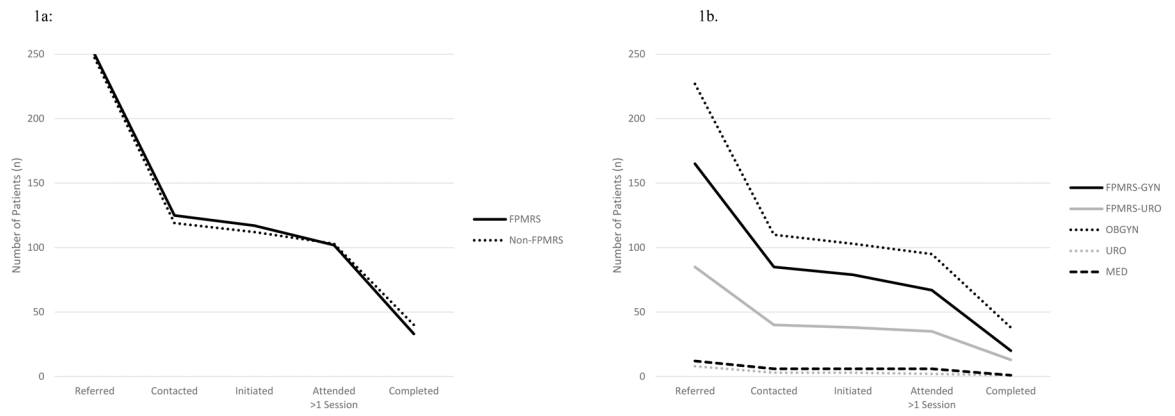 1a:
250
200
150
100
50
0
Number of Patients (n)
Referred
Contacted
Initiated
Attended
>1 Session
Completed
FPMRS
Non-FPMRS
1b.
250
200
150
100
50
0
Number of Patients (n)
Referred
Contacted
Initiated
Attended
>1 Session
Completed
FPMRS-GYN
FPMRS-URO
OBGYN
URO
MED